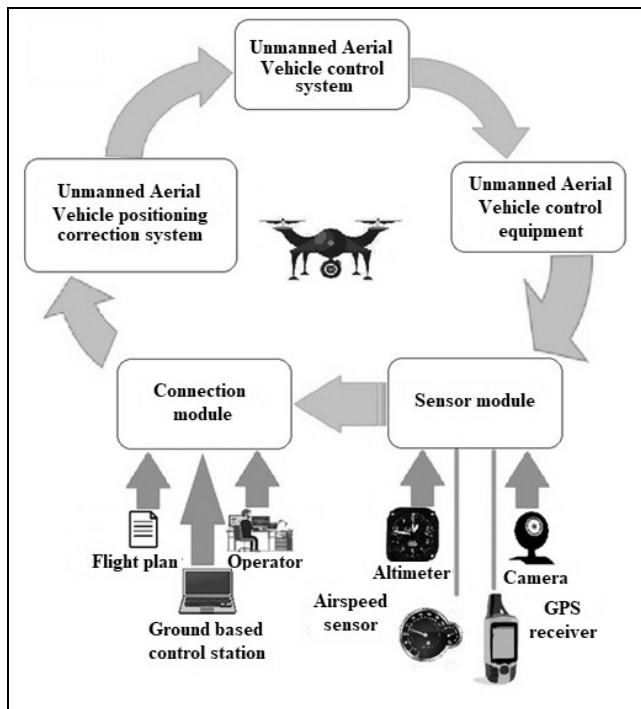 Unmanned Aerial
Vehicle control
system
Unmanned Aerial
Vehicle positioning
correction system
Unmanned Aerial
Vehicle control
equipment
Connection
module
Sensor module
Flight plan
Operator
Ground based
control station
Altimeter
Camera
Airspeed
sensor
GPS
receiver